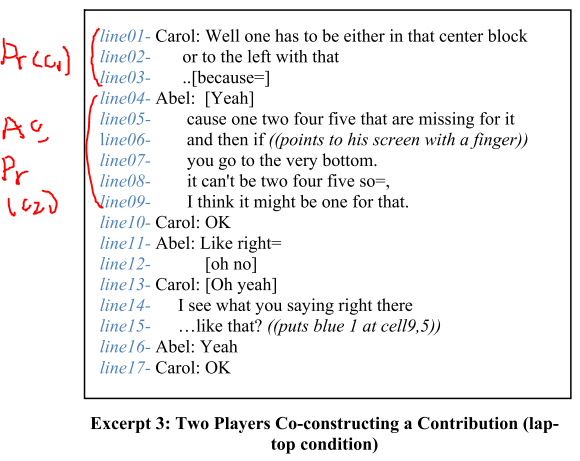 line01- Carol: Well one has to be either in that center block
line02- or to the left with that
line03- ..[because=]
line04- Abel: [Yeah]
line05- cause one two four five that are missing for it
line06- and then if ((points to his screen with a finger))
line07- you go to the very bottom.
line08- it can't be two four five so=,
line09- I think it might be one for that.
line10- Carol: OK
line11- Abel: Like right=
line12- [oh no]
line13- Carol: [Oh yeah]
line14- I see what you saying right there
line15- …like that? ((puts blue 1 at cell9,5))
line16- Abel: Yeah
line17- Carol: OK
Pr
Excerpt 3: Two Players Co-constructing a Contribution (lap-
top condition)